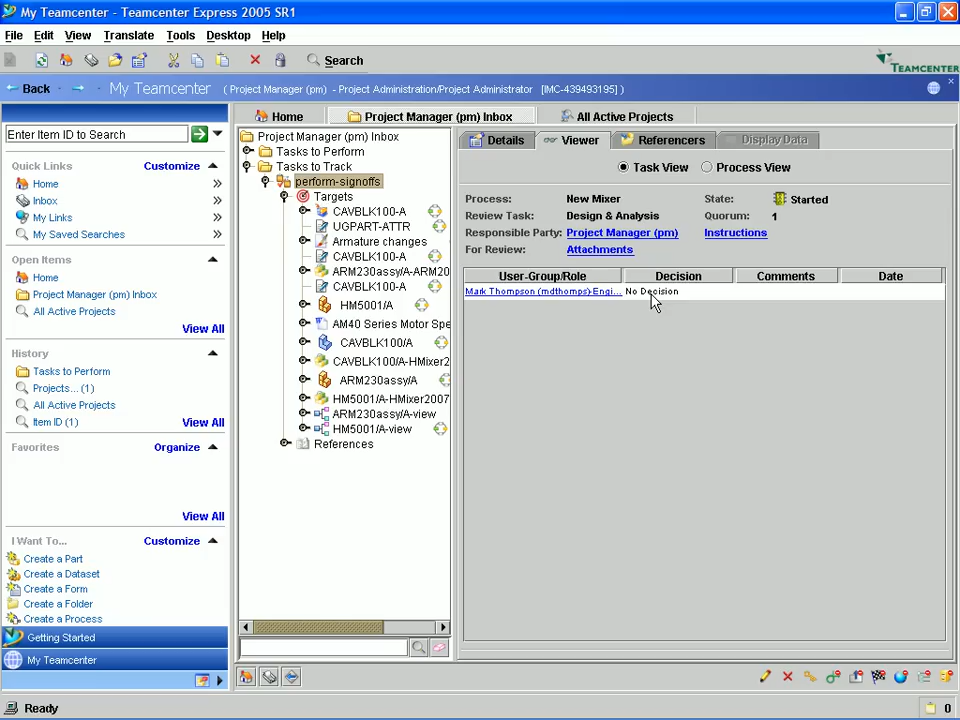 My Teamcenter - Teamcenter Express 2005 SR1
File Edit View Translate Tools Desktop Help
Search
TEAMCENTER
Back My Teamcenter ( Project Manager (pm) - Project Administration/Project Administrator [IMC-439493195] )
Enter Item ID to Search
Quick Links Customize
Home
Inbox
My Links
My Saved Searches
Open Items
Home
Project Manager (pm) Inbox
All Active Projects
View All
History
Tasks to Perform
Projects... (1)
All Active Projects
Item ID (1)
View All
Favorites Organize
View All
I Want To... Customize
Create a Part
Create a Dataset
Create a Form
Create a Folder
Create a Process
Getting Started
My Teamcenter
Home Project Manager (pm) Inbox All Active Projects
Project Manager (pm) Inbox
Tasks to Perform
Tasks to Track
perform-signoffs
Targets
CAVBLK100-A
UGPART-ATTR
Armature changes
CAVBLK100-A
ARM230assy/A-ARM20
CAVBLK100-A
HM5001/A
AM40 Series Motor Spe
CAVBLK100/A
CAVBLK100/A-HMixer2
ARM230assy/A
HM5001/A-HMixer2007
ARM230assy/A-view
HM5001/A-view
References
Details Viewer References Display Data
Task View Process View
Process: New Mixer State: Started
Review Task: Design & Analysis Quorum: 1
Responsible Party: Project Manager (pm) Instructions
For Review: Attachments
User-Group/Role Decision Comments Date
Mark Thompson (mdthomps)-Engi... No Decision
Ready 0